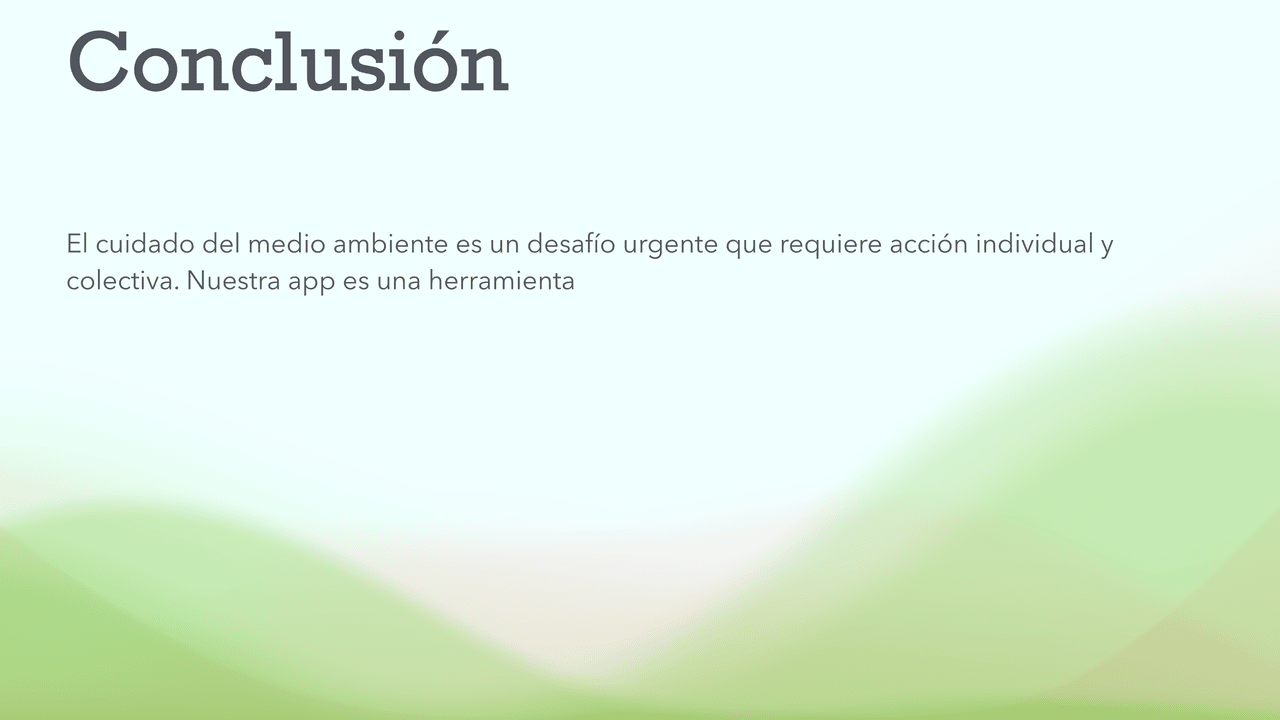 Conclusión
El cuidado del medio ambiente es un desafío urgente que requiere acción individual y
colectiva. Nuestra app es una herramienta